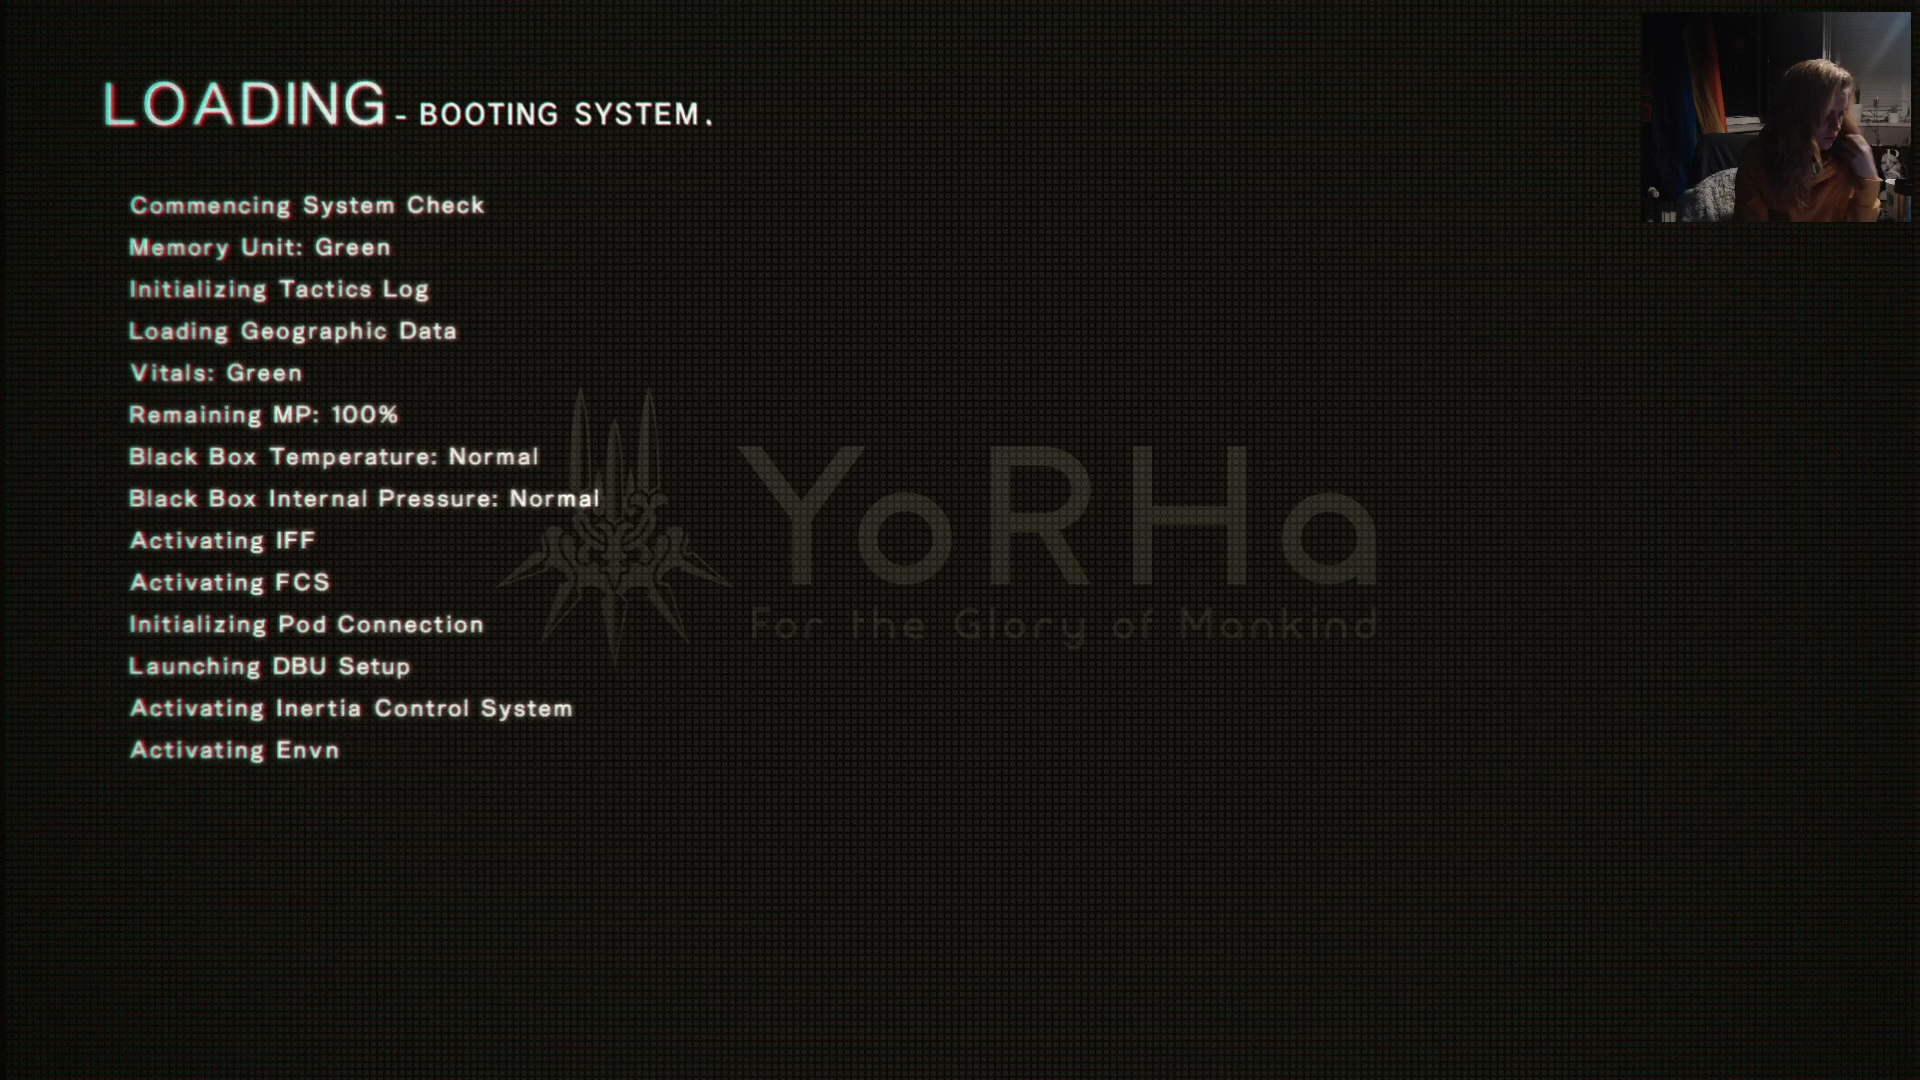 LOADING - BOOTING SYSTEM.
Commencing System Check
Memory Unit: Green
Initializing Tactics Log
Loading Geographic Data
Vitals: Green
Remaining MP: 100%
Black Box Temperature: Normal
Black Box Internal Pressure: Normal
Activating IFF
Activating FCS
Initializing Pod Connection
Launching DBU Setup
Activating Inertia Control System
Activating Envn
YoRHa
For the Glory of Mankind